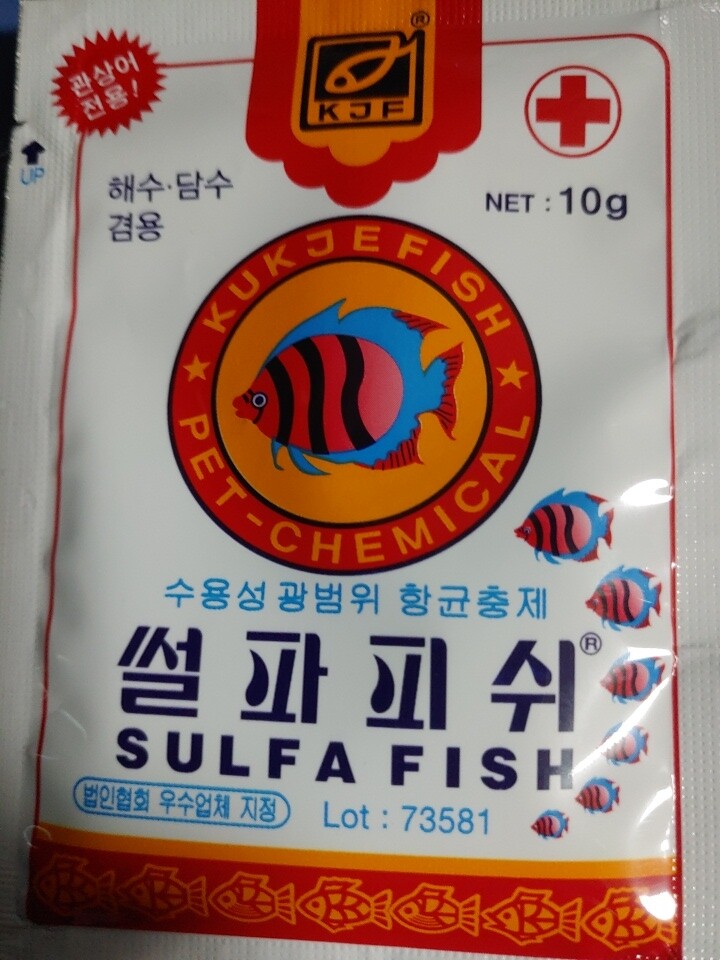 ®
KJF
관상어
전용!
UP
해수·담수
겸용
NET : 10g
KUKJE FISH
PET-CHEMICAL
수용성 광범위 항균충제
썰파피쉬®
SULFA FISH
법인협회 우수업체 지정
Lot : 73581